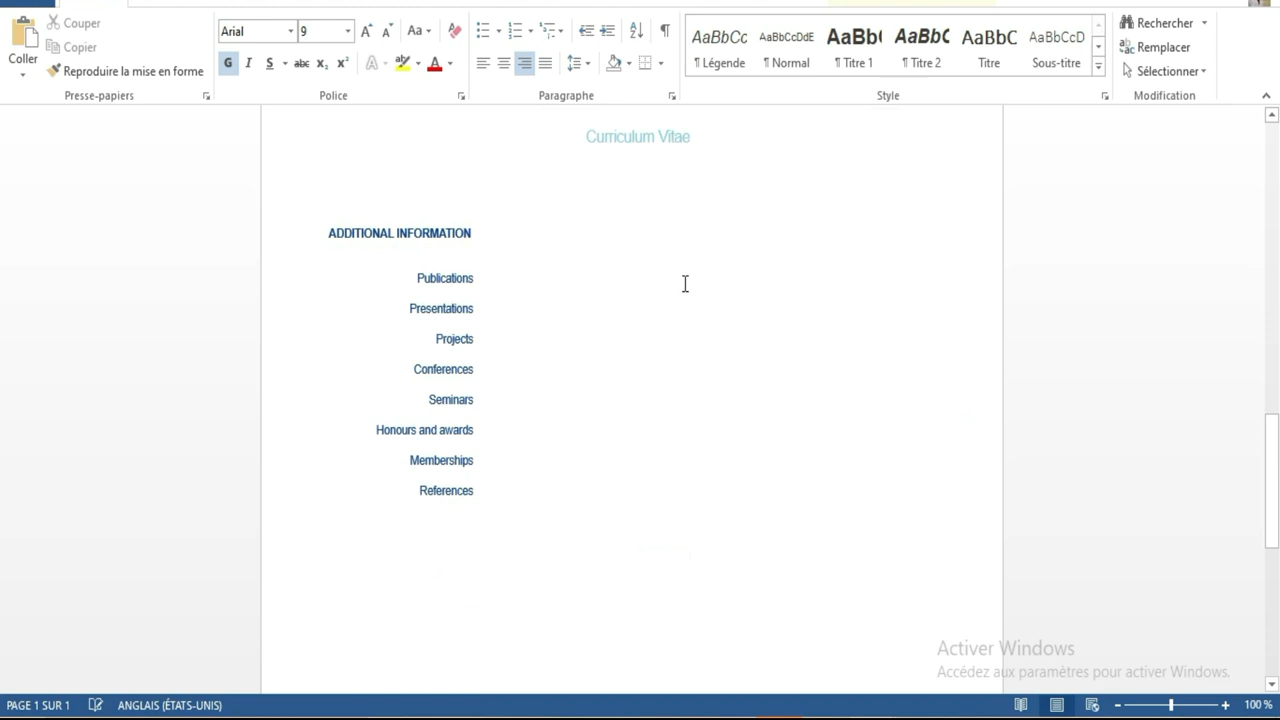 Couper
Copier
Coller
Reproduire la mise en forme
Presse-papiers
Arial
9
Aa
G I S abc x₂ x²
A
ab
A
Police
Paragraphe
AaBbCc AaBbCcDdE AaBb( AaBbC AaBbC AaBbCcD
¶ Légende ¶ Normal ¶ Titre 1 ¶ Titre 2 Titre Sous-titre
Style
Rechercher
Remplacer
Sélectionner
Modification
Curriculum Vitae
ADDITIONAL INFORMATION
Publications
Presentations
Projects
Conferences
Seminars
Honours and awards
Memberships
References
Activer Windows
Accédez aux paramètres pour activer Windows.
PAGE 1 SUR 1 ANGLAIS (ÉTATS-UNIS) 100 %